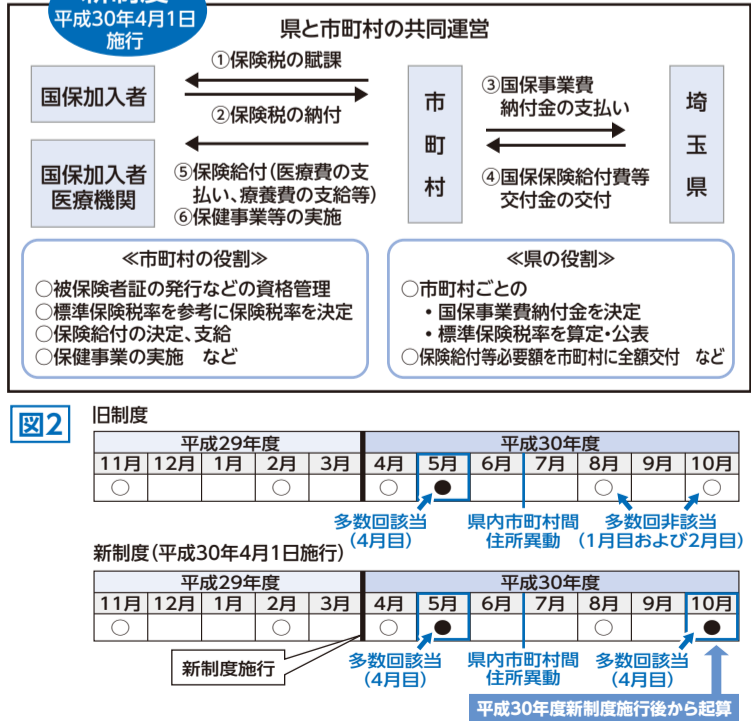 新制度
平成30年4月1日
施行
県と市町村の共同運営
国保加入者
①保険税の賦課
②保険税の納付
国保加入者
医療機関
⑤保険給付(医療費の支
払い、療養費の支給等)
⑥保健事業等の実施
市町村
③国保事業費
納付金の支払い
④国保保険給付費等
交付金の交付
埼玉県
≪市町村の役割≫
○被保険者証の発行などの資格管理
○標準保険税率を参考に保険税率を決定
○保険給付の決定、支給
○保健事業の実施 など
≪県の役割≫
○市町村ごとの
・国保事業費納付金を決定
・標準保険税率を算定・公表
○保険給付等必要額を市町村に全額交付 など
図2
旧制度
平成29年度 平成30年度
11月 12月 1月 2月 3月 4月 5月 6月 7月 8月 9月 10月
○ ○ ○ ● ○ ○
多数回該当
(4月目)
県内市町村間
住所異動
多数回非該当
(1月目および2月目)
新制度(平成30年4月1日施行)
平成29年度 平成30年度
11月 12月 1月 2月 3月 4月 5月 6月 7月 8月 9月 10月
○ ○ ○ ● ○ ●
新制度施行
多数回該当
(4月目)
県内市町村間
住所異動
多数回該当
(4月目)
平成30年度新制度施行後から起算